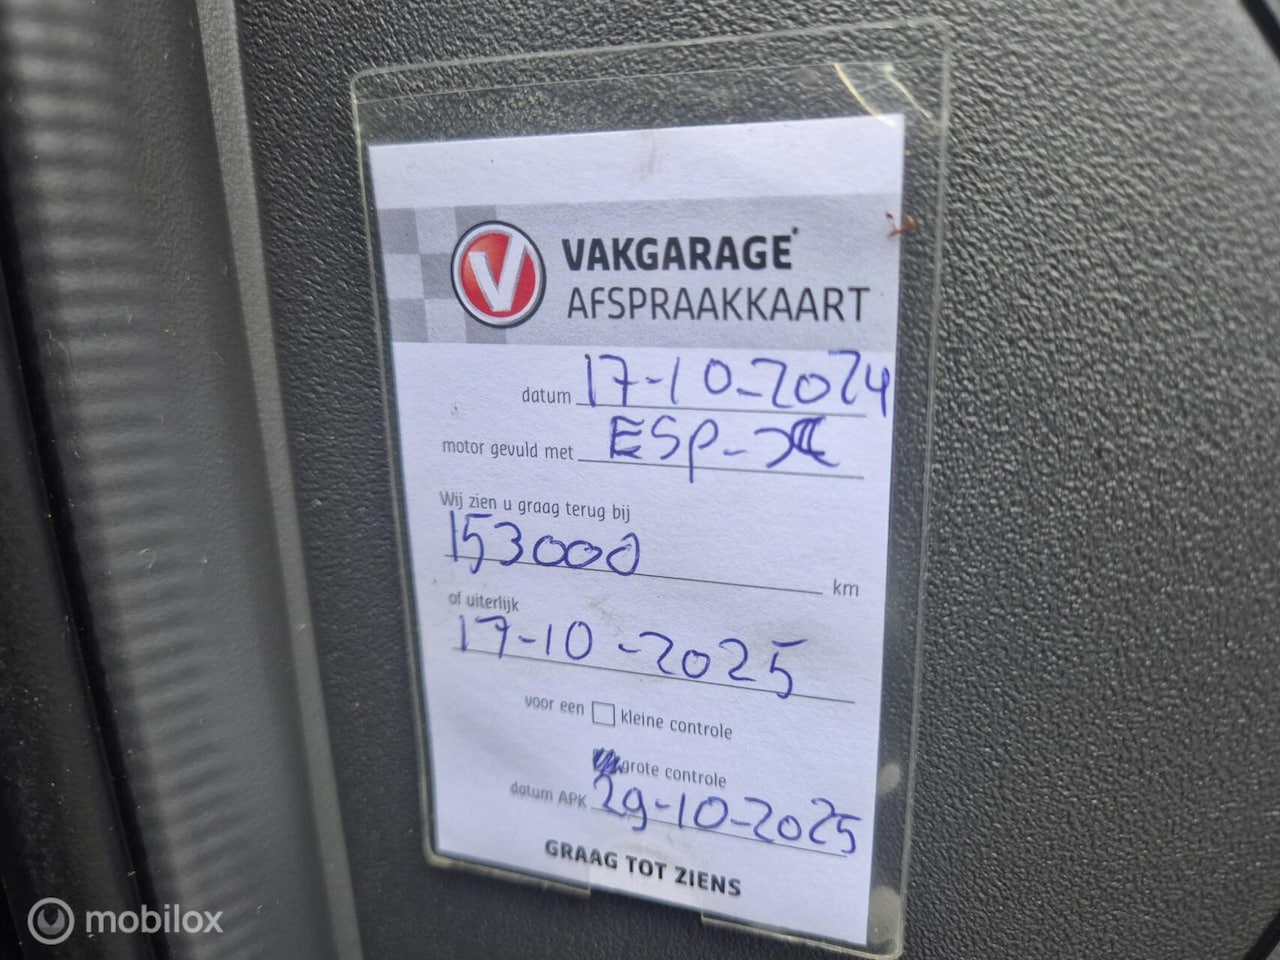 V VAKGARAGE
AFSPRAAKKAART
datum 17-10-2024
motor gevuld met ESP-
Wij zien u graag terug bij
153000 km
of uiterlijk
17-10-2025
voor een kleine controle
grote controle
datum APK 29-10-2025
GRAAG TOT ZIENS
mobilox